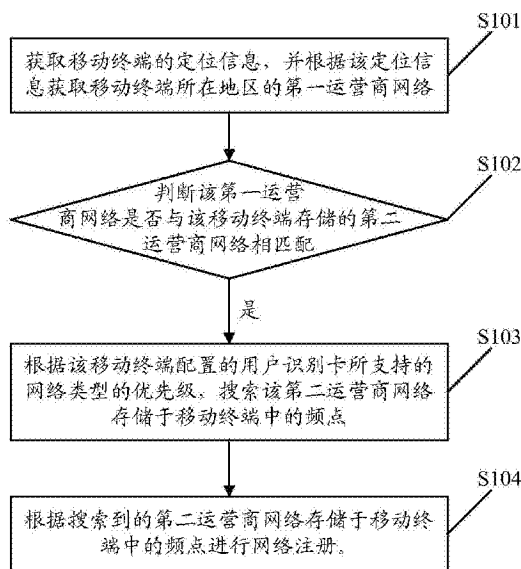 S101
获取移动终端的定位信息，并根据该定位信
息获取移动终端所在地区的第一运营商网络
S102
判断该第一运营
商网络是否与该移动终端存储的第二
运营商网络相匹配
是
S103
根据该移动终端配置的用户识别卡所支持的
网络类型的优先级，搜索该第二运营商网络
存储于移动终端中的频点
S104
根据搜索到的第二运营商网络存储于移动终
端中的频点进行网络注册。